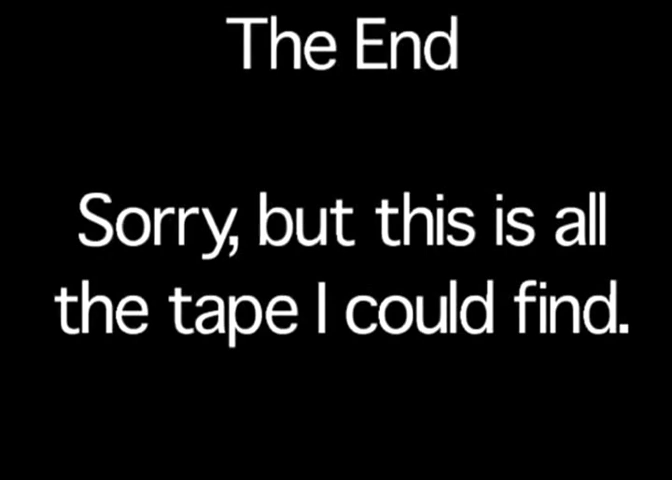 The End
Sorry, but this is all
the tape I could find.